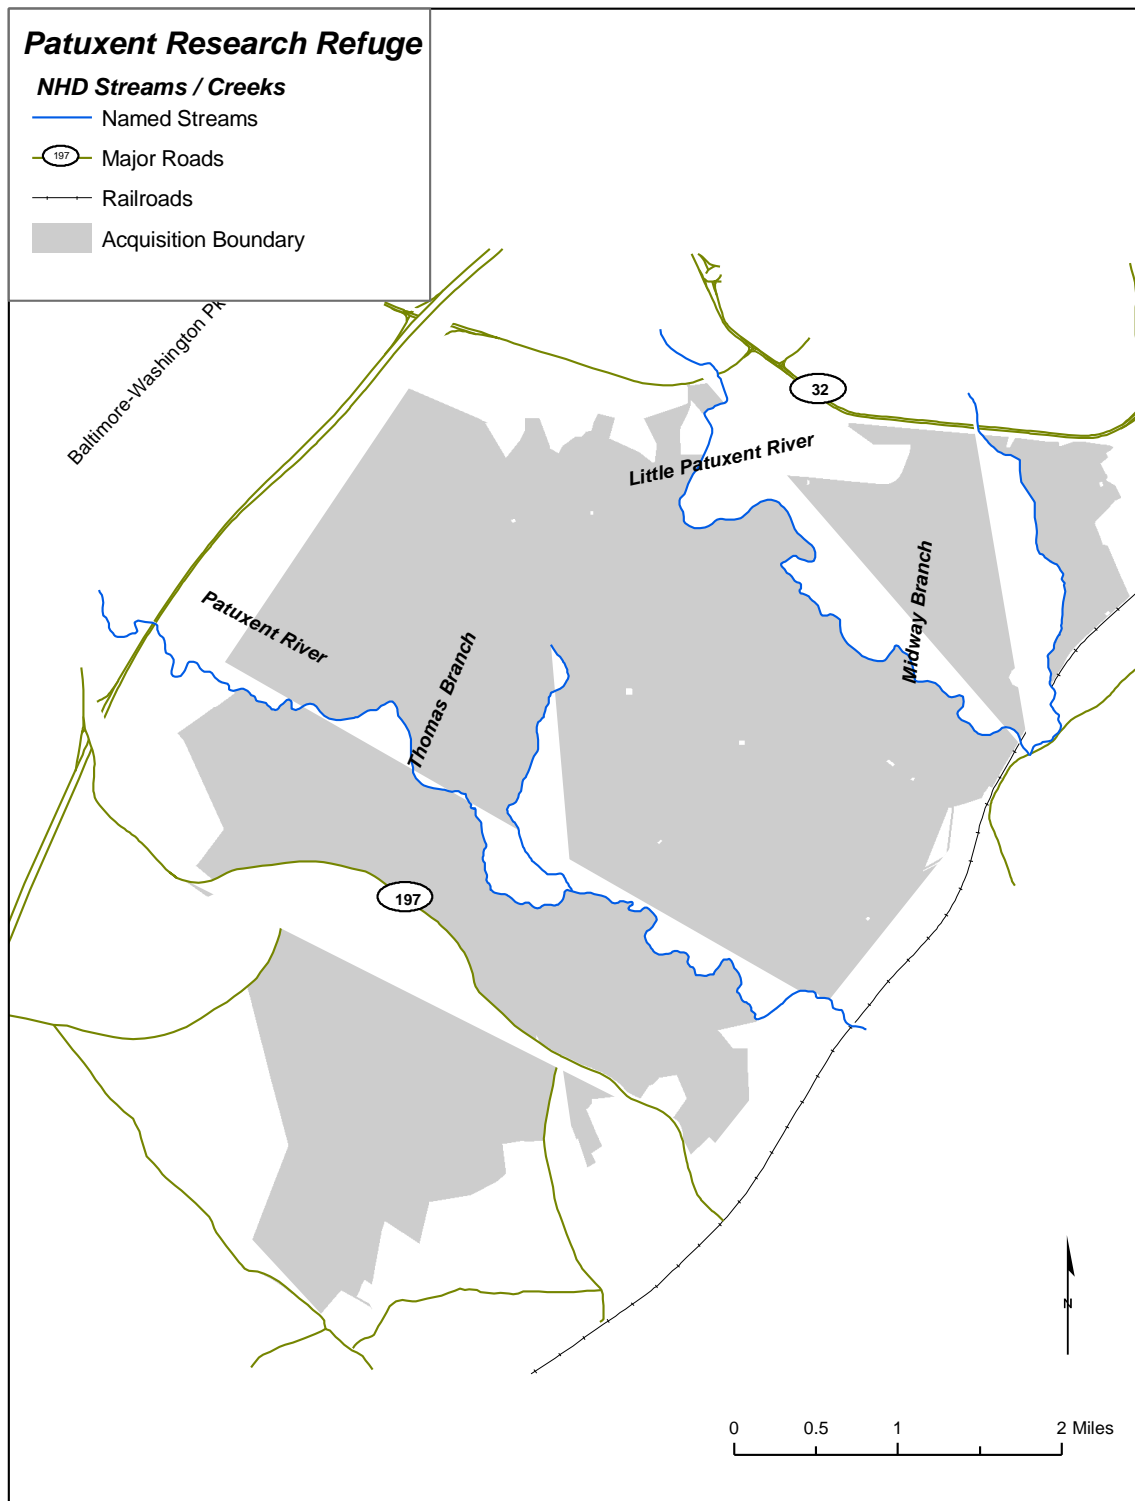 Patuxent Research Refuge
NHD Streams / Creeks
Named Streams
197
Major Roads
Railroads
Acquisition Boundary
Baltimore-Washington Pk
32
Little Patuxent River
Midway Branch
Patuxent River
Thomas Branch
197
N
0 0.5 1 2 Miles